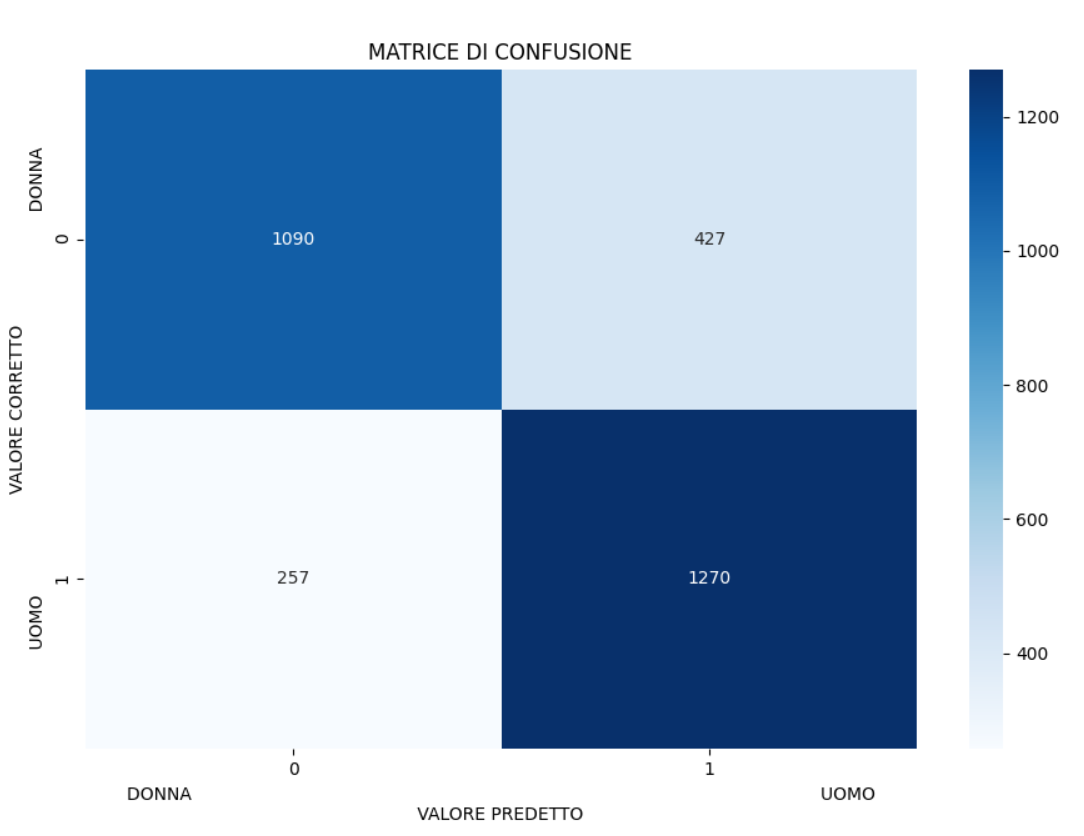 MATRICE DI CONFUSIONE
DONNA
0
1090
427
VALORE CORRETTO
1
UOMO
257
1270
0
1
DONNA
UOMO
VALORE PREDETTO
1200
1000
800
600
400